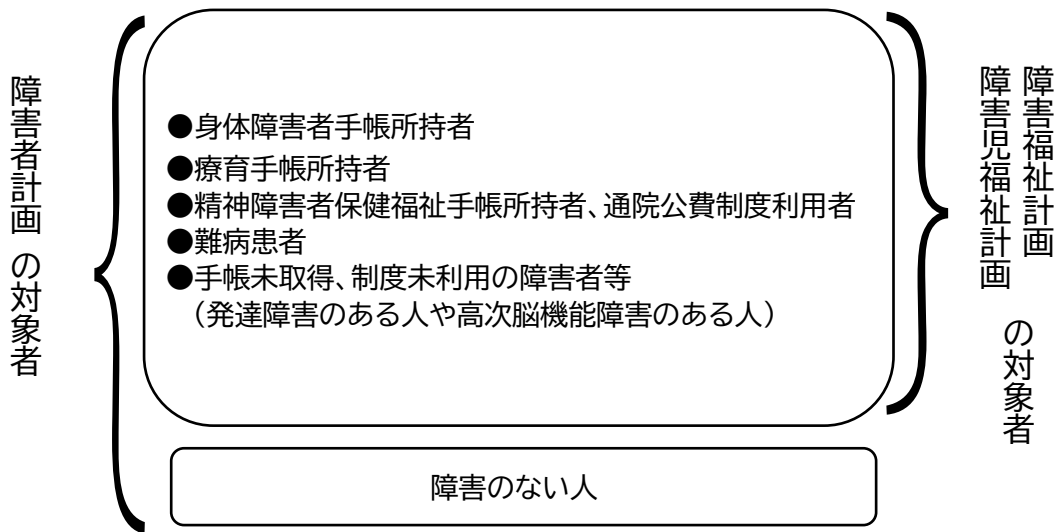 障害者計画 の対象者
●身体障害者手帳所持者
●療育手帳所持者
●精神障害者保健福祉手帳所持者、通院公費制度利用者
●難病患者
●手帳未取得、制度未利用の障害者等
（発達障害のある人や高次脳機能障害のある人）
障害のない人
障害福祉計画
障害児福祉計画
の対象者